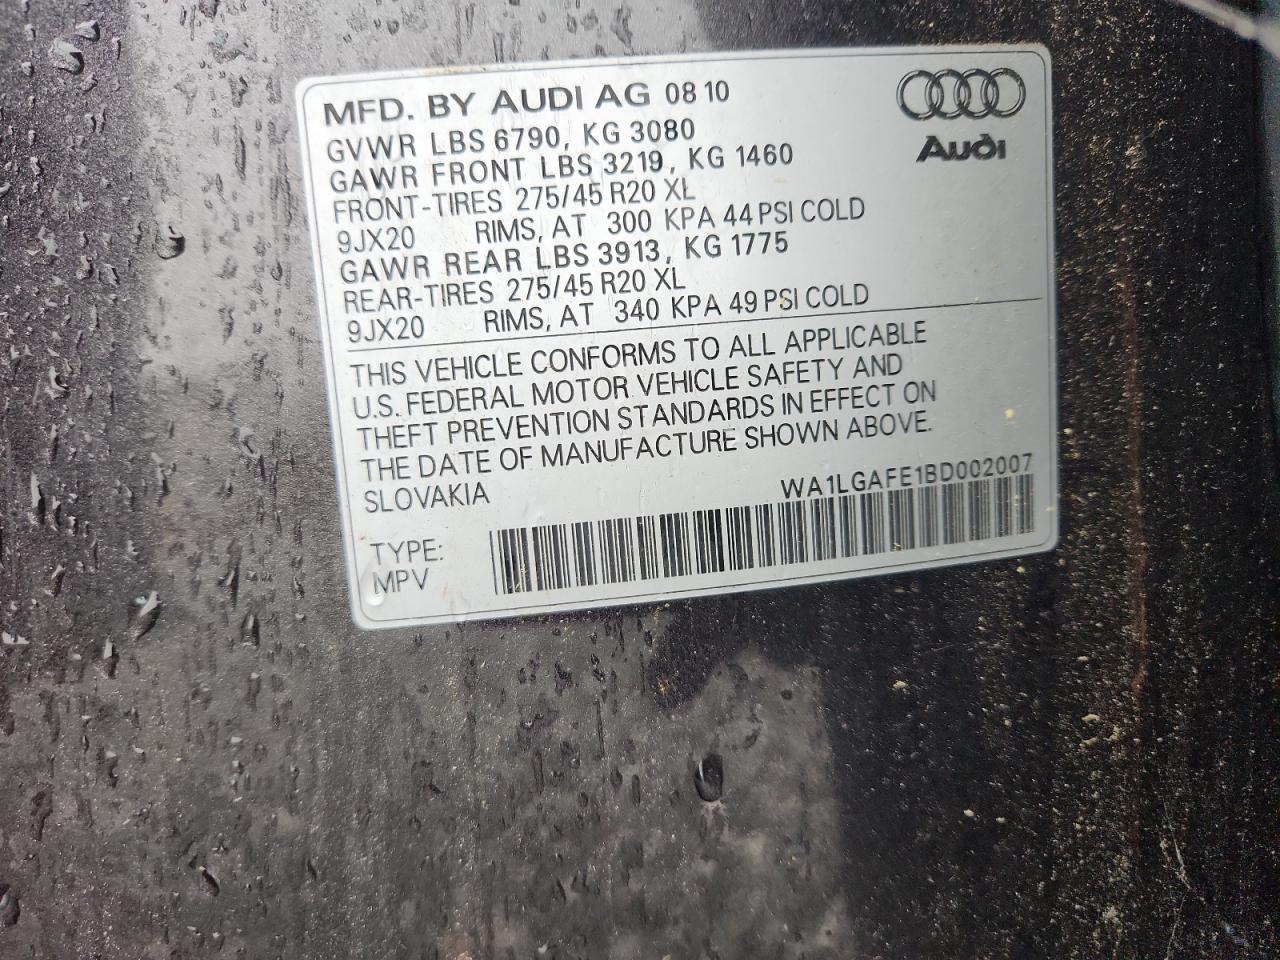 MFD. BY AUDI AG 08 10
GVWR LBS 6790, KG 3080
GAWR FRONT LBS 3219, KG 1460
FRONT-TIRES 275/45 R20 XL
9JX20 RIMS, AT 300 KPA 44 PSI COLD
GAWR REAR LBS 3913, KG 1775
REAR-TIRES 275/45 R20 XL
9JX20 RIMS, AT 340 KPA 49 PSI COLD
Audi
THIS VEHICLE CONFORMS TO ALL APPLICABLE
U.S. FEDERAL MOTOR VEHICLE SAFETY AND
THEFT PREVENTION STANDARDS IN EFFECT ON
THE DATE OF MANUFACTURE SHOWN ABOVE.
SLOVAKIA
WA1LGAFE1BD002007
TYPE:
MPV